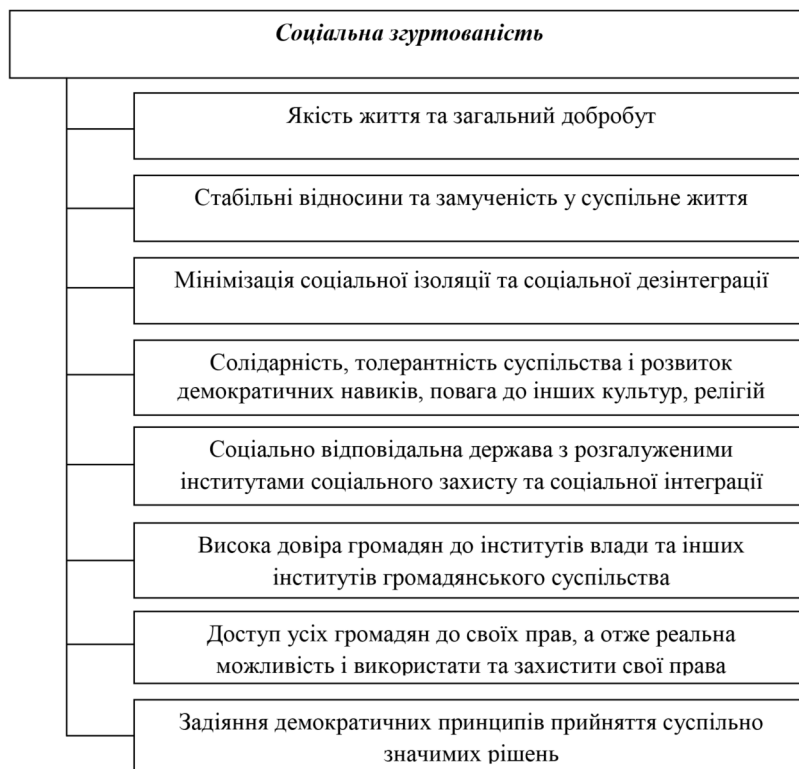 Соціальна згуртованість
Якість життя та загальний добробут
Стабільні відносини та замученість у суспільне життя
Мінімізація соціальної ізоляції та соціальної дезінтеграції
Солідарність, толерантність суспільства і розвиток
демократичних навиків, повага до інших культур, релігій
Соціально відповідальна держава з розгалуженими
інститутами соціального захисту та соціальної інтеграції
Висока довіра громадян до інститутів влади та інших
інститутів громадянського суспільства
Доступ усіх громадян до своїх прав, а отже реальна
можливість і використати та захистити свої права
Задіяння демократичних принципів прийняття суспільно
значимих рішень